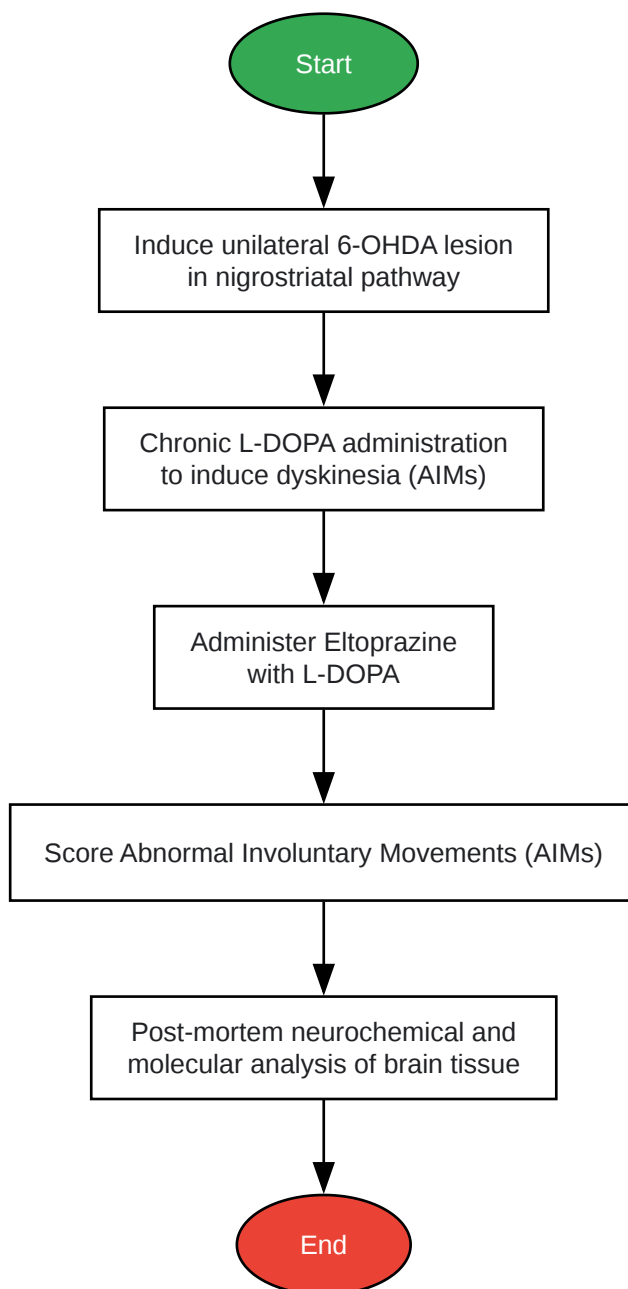 Start
Induce unilateral 6-OHDA lesion
in nigrostriatal pathway
Chronic L-DOPA administration
to induce dyskinesia (AIMs)
Administer Eltoprazine
with L-DOPA
Score Abnormal Involuntary Movements (AIMs)
Post-mortem neurochemical and
molecular analysis of brain tissue
End